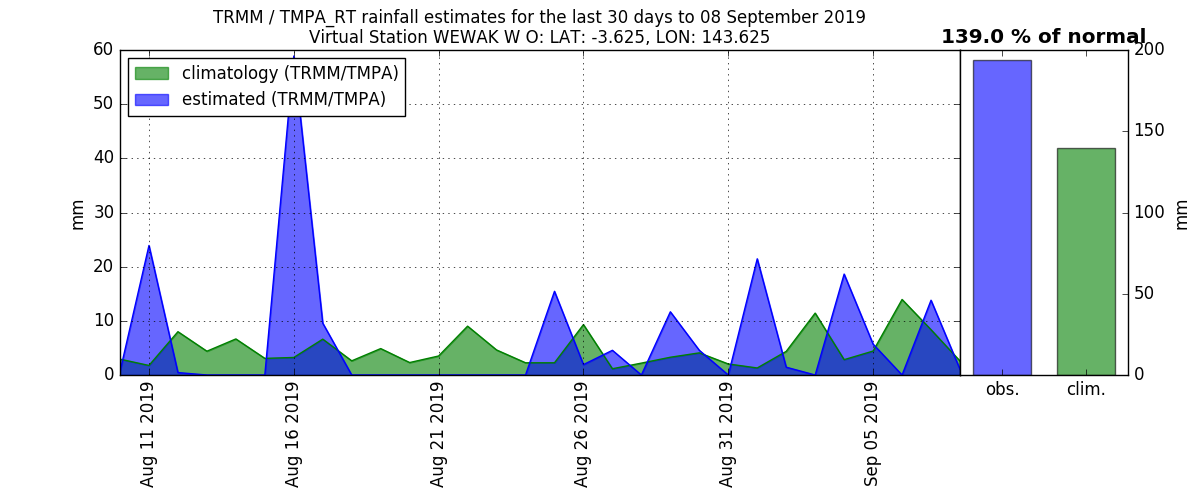 TRMM / TMPA_RT rainfall estimates for the last 30 days to 08 September 2019
Virtual Station WEWAK W O: LAT: -3.625, LON: 143.625
139.0 % of normal
climatology (TRMM/TMPA)
estimated (TRMM/TMPA)
mm
60
50
40
30
20
10
0
Aug 11 2019
Aug 16 2019
Aug 21 2019
Aug 26 2019
Aug 31 2019
Sep 05 2019
200
150
100
50
0
mm
obs.
clim.